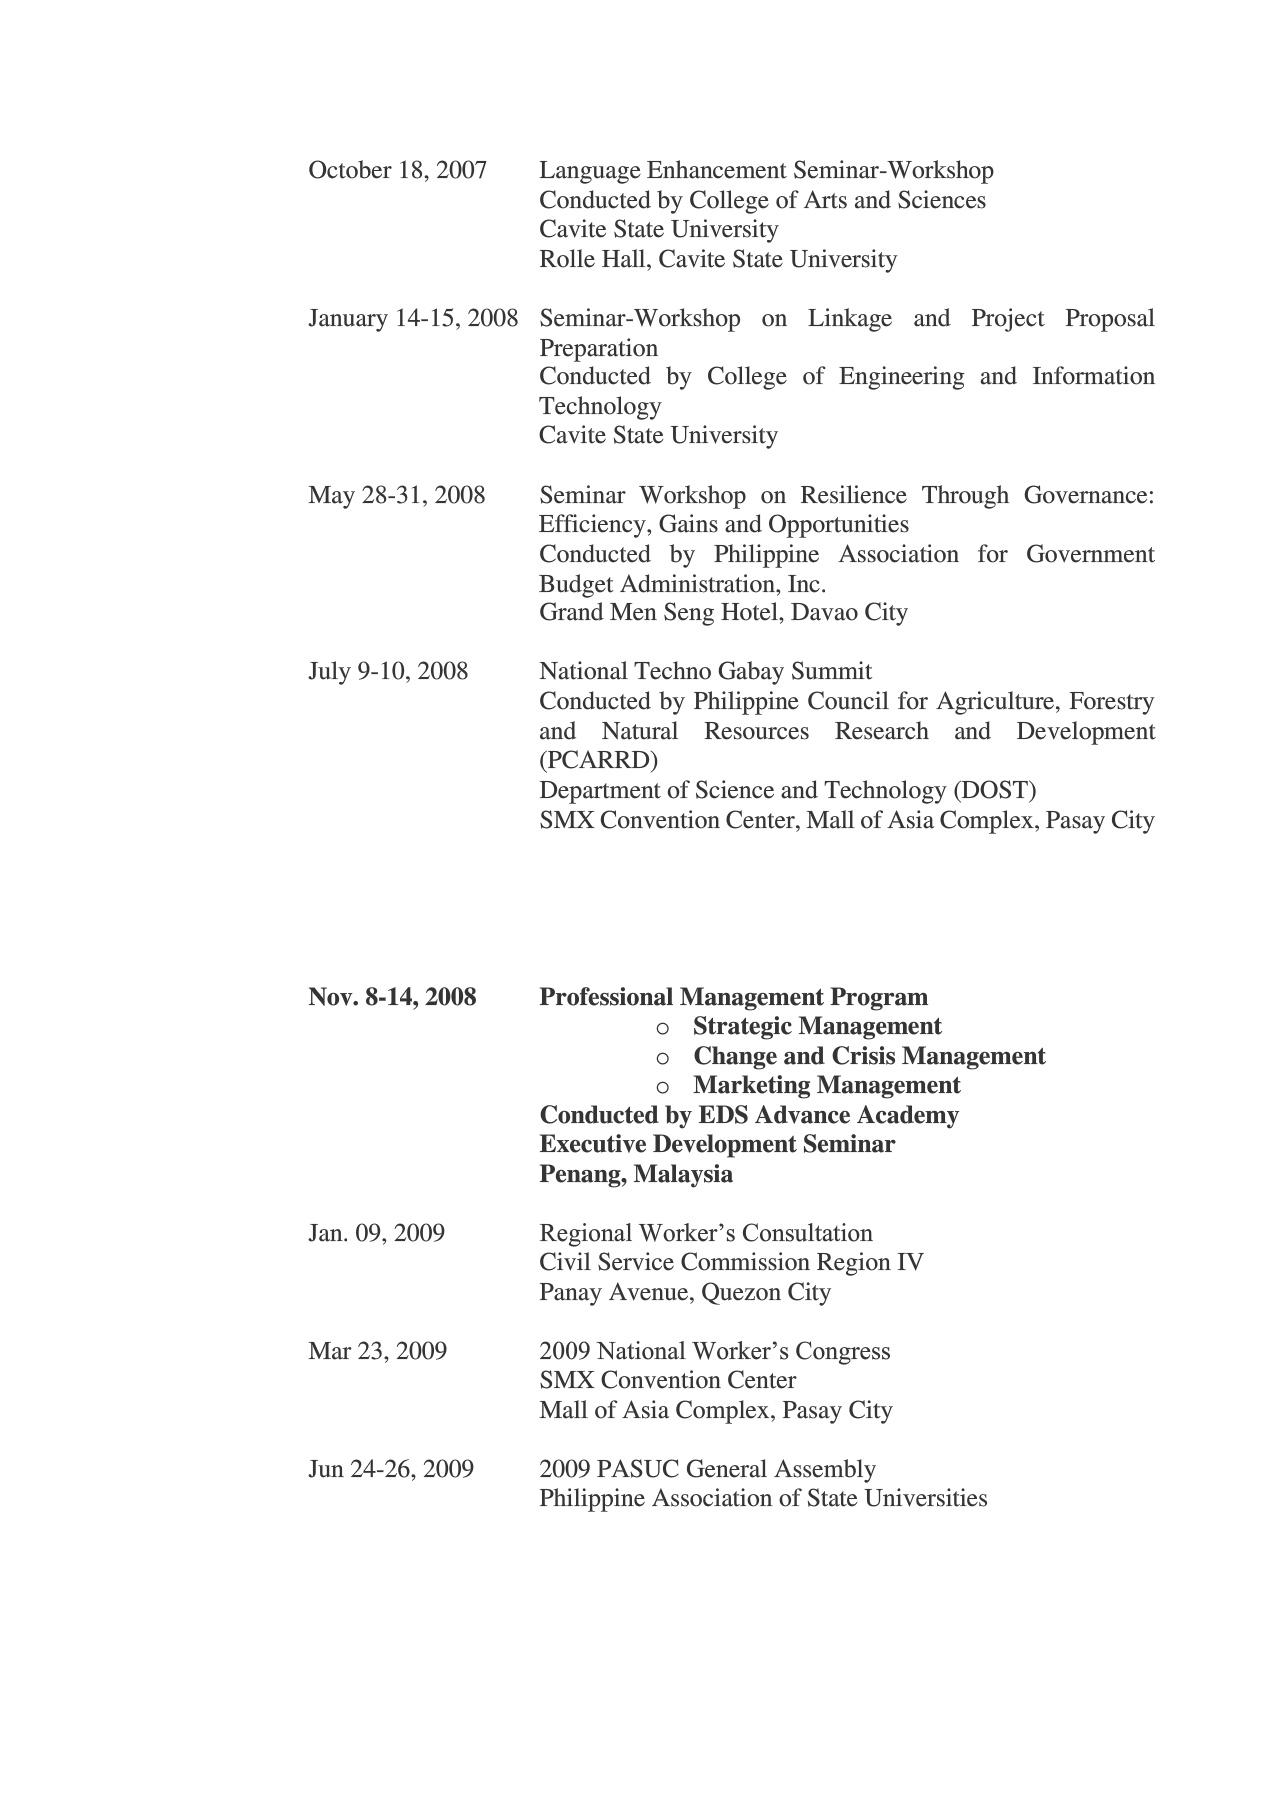 October 18, 2007 Language Enhancement Seminar-Workshop
Conducted by College of Arts and Sciences
Cavite State University
Rolle Hall, Cavite State University
January 14-15, 2008 Seminar-Workshop on Linkage and Project Proposal
Preparation
Conducted by College of Engineering and Information
Technology
Cavite State University
May 28-31, 2008 Seminar Workshop on Resilience Through Governance:
Efficiency, Gains and Opportunities
Conducted by Philippine Association for Government
Budget Administration, Inc.
Grand Men Seng Hotel, Davao City
July 9-10, 2008 National Techno Gabay Summit
Conducted by Philippine Council for Agriculture, Forestry
and Natural Resources Research and Development
(PCARRD)
Department of Science and Technology (DOST)
SMX Convention Center, Mall of Asia Complex, Pasay City
Nov. 8-14, 2008 Professional Management Program
○ Strategic Management
○ Change and Crisis Management
○ Marketing Management
Conducted by EDS Advance Academy
Executive Development Seminar
Penang, Malaysia
Jan. 09, 2009 Regional Worker’s Consultation
Civil Service Commission Region IV
Panay Avenue, Quezon City
Mar 23, 2009 2009 National Worker’s Congress
SMX Convention Center
Mall of Asia Complex, Pasay City
Jun 24-26, 2009 2009 PASUC General Assembly
Philippine Association of State Universities